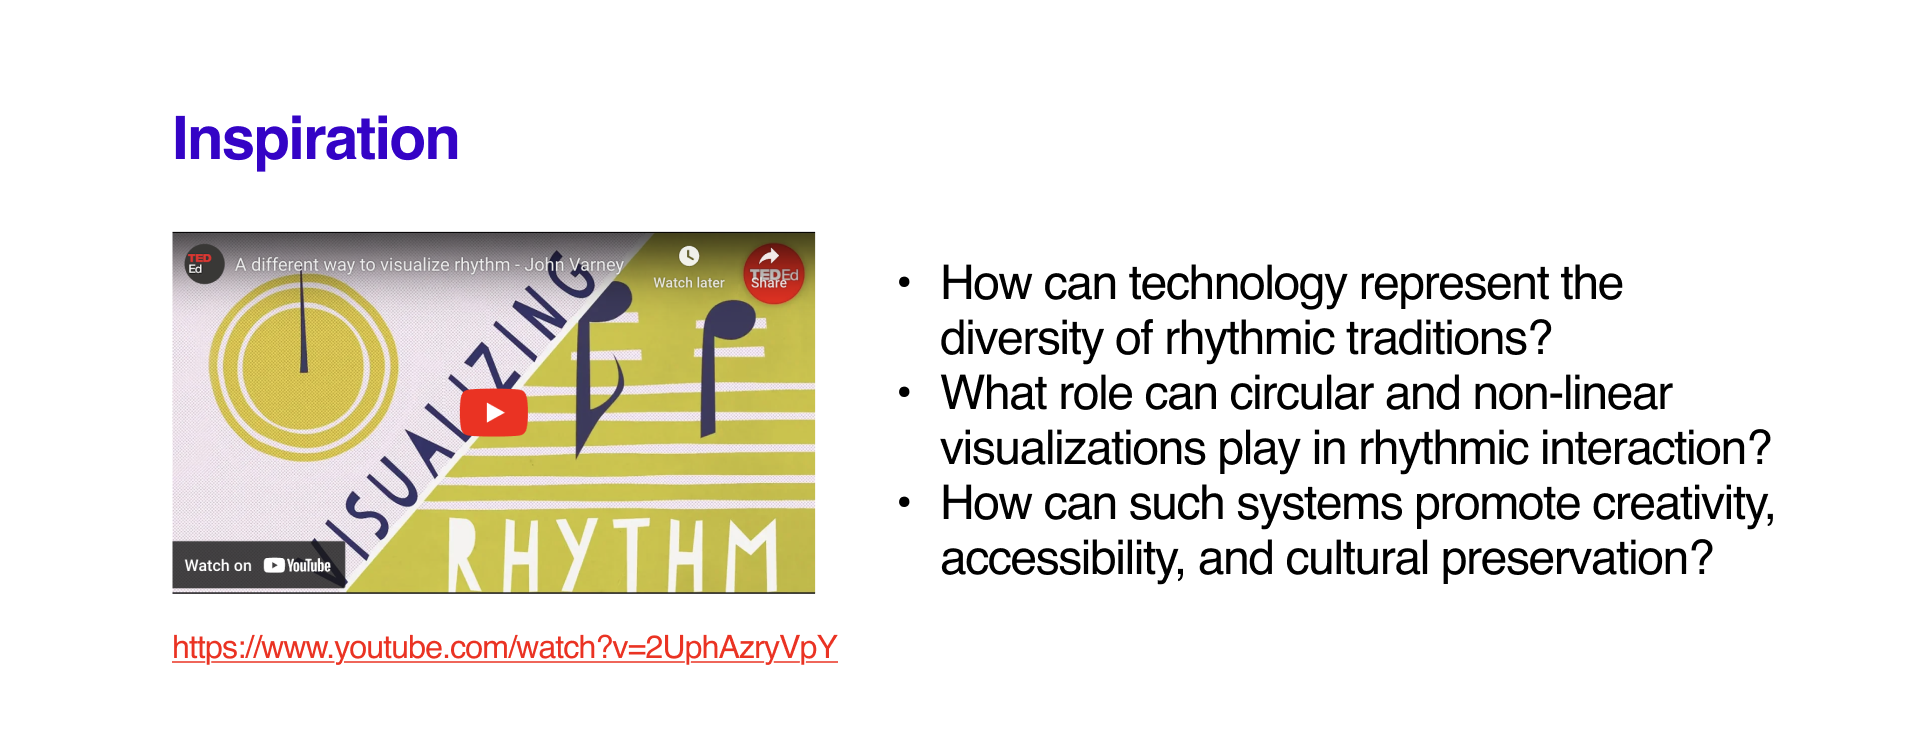 Inspiration
TED
Ed
A different way to visualize rhythm - John Varney
Watch later
TEDEd
Share
VISUALIZING
RHYTHM
Watch on YouTube
https://www.youtube.com/watch?v=2UphAzryVpY
• How can technology represent the
diversity of rhythmic traditions?
• What role can circular and non-linear
visualizations play in rhythmic interaction?
• How can such systems promote creativity,
accessibility, and cultural preservation?